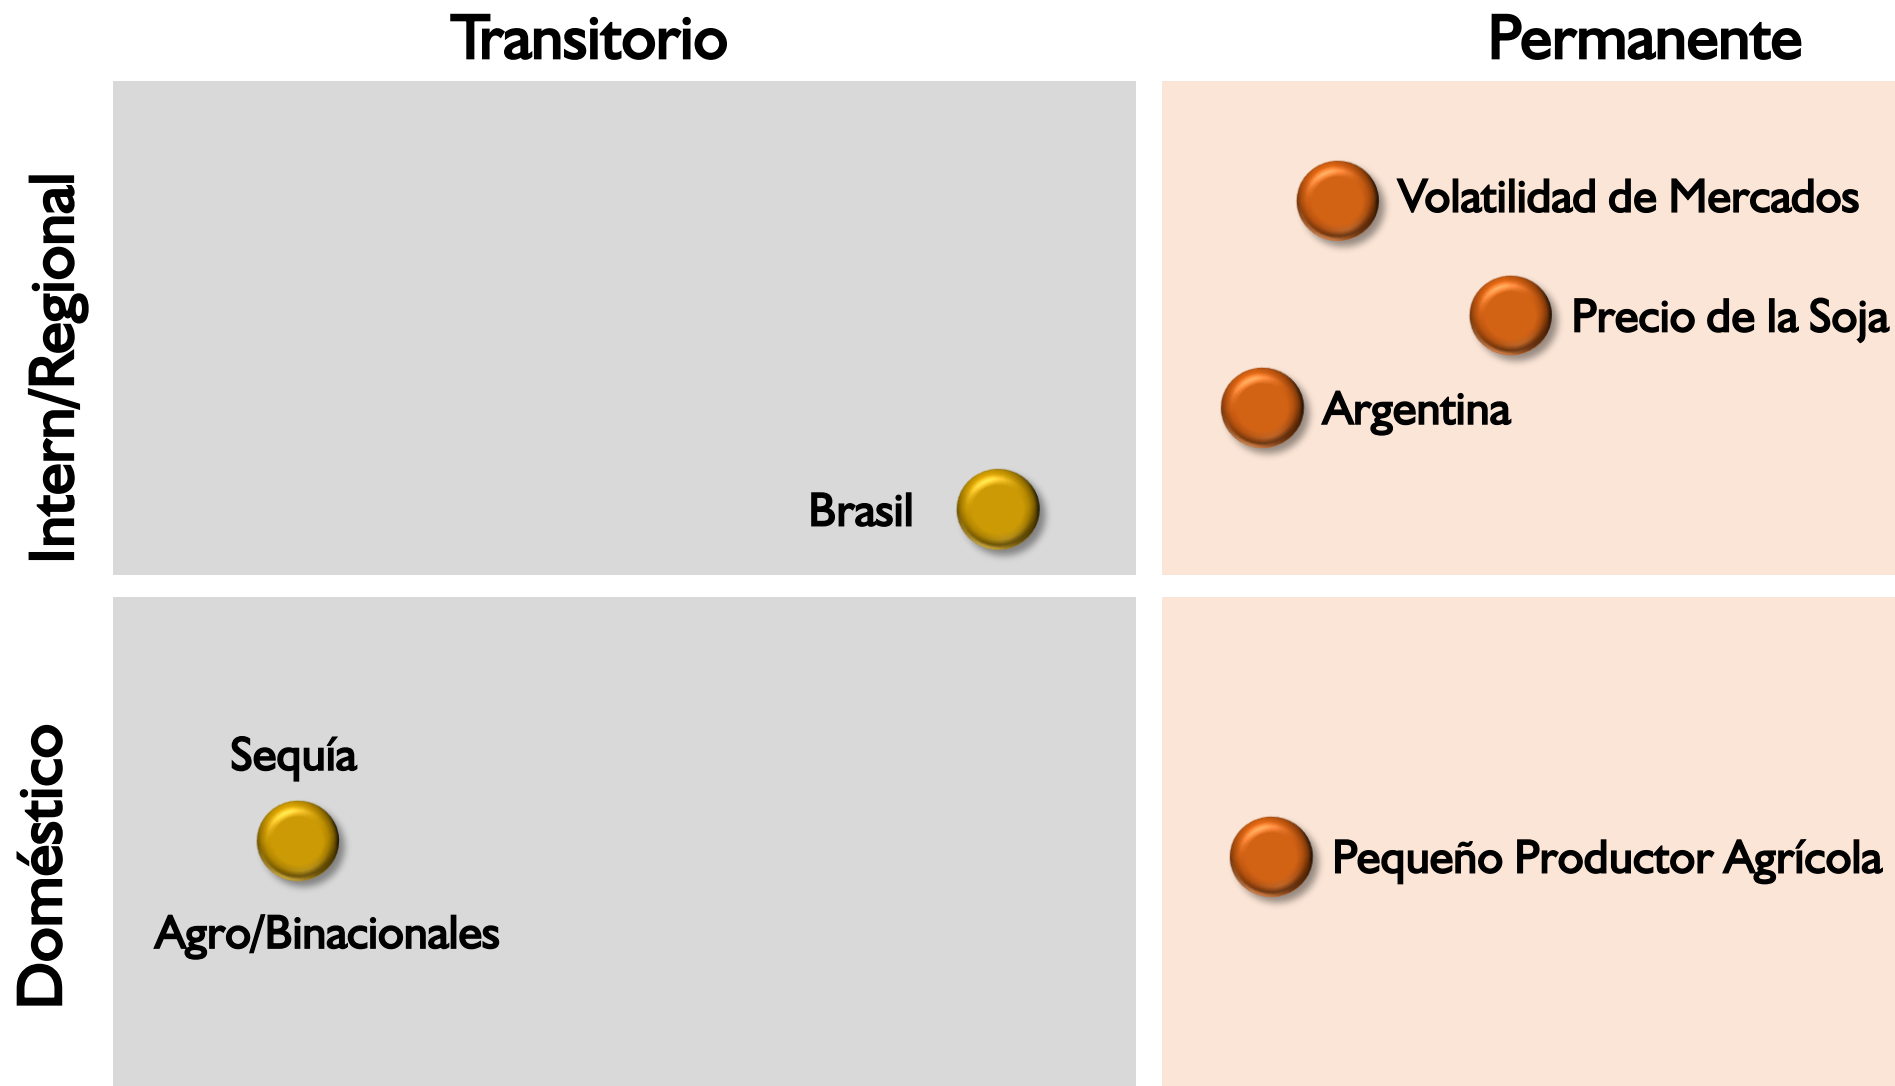 Transitorio
Permanente
Intern/Regional
Volatilidad de Mercados
Precio de la Soja
Argentina
Brasil
Doméstico
Sequía
Pequeño Productor Agrícola
Agro/Binacionales